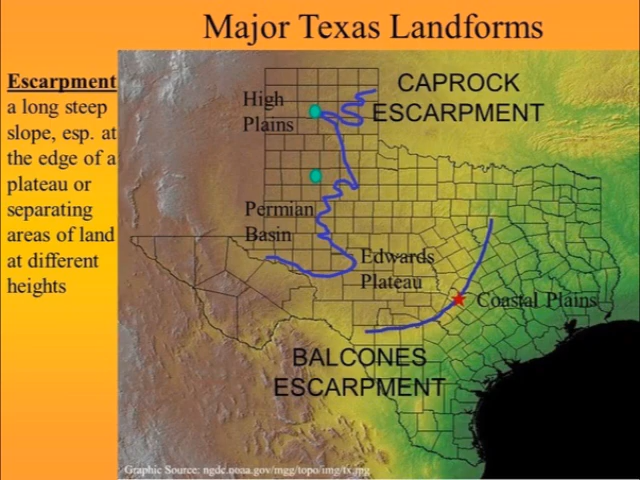 Major Texas Landforms
Escarpment
a long steep
slope, esp. at
the edge of a
plateau or
separating
areas of land
at different
heights
High
Plains
CAPROCK
ESCARPMENT
Permian
Basin
Edwards
Plateau
Coastal Plains
BALCONES
ESCARPMENT
Graphic Source: ngdc.noaa.gov/mgg/topo/img/tx.jpg